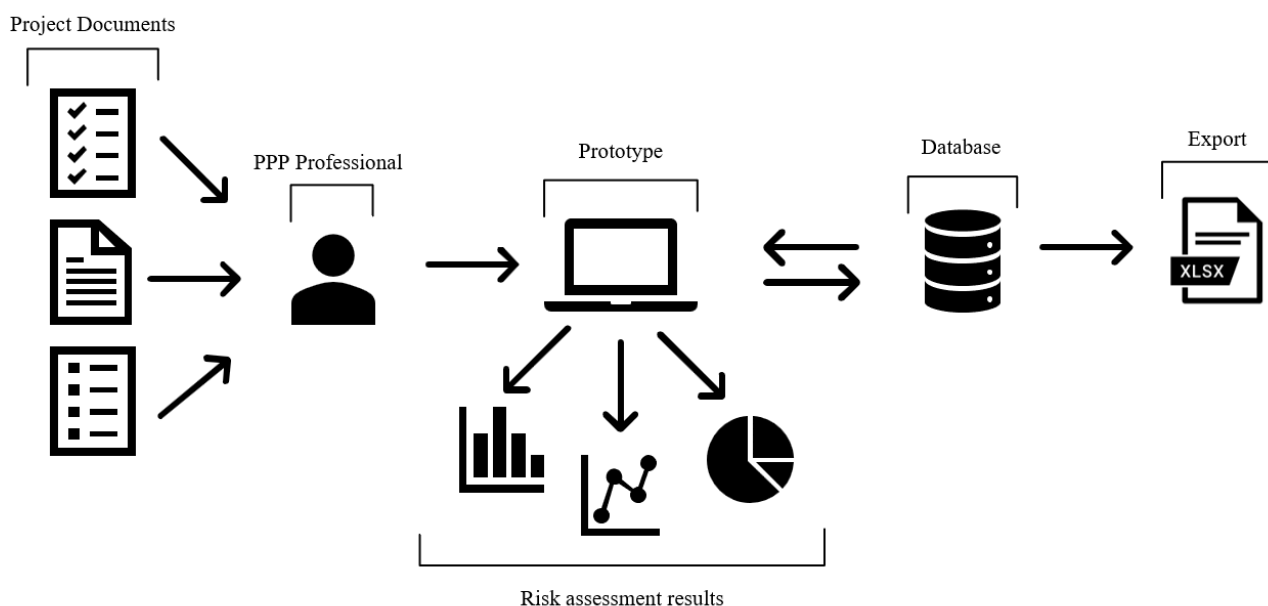 Project Documents
PPP Professional
Prototype
Database
Export
XLSX
Risk assessment results